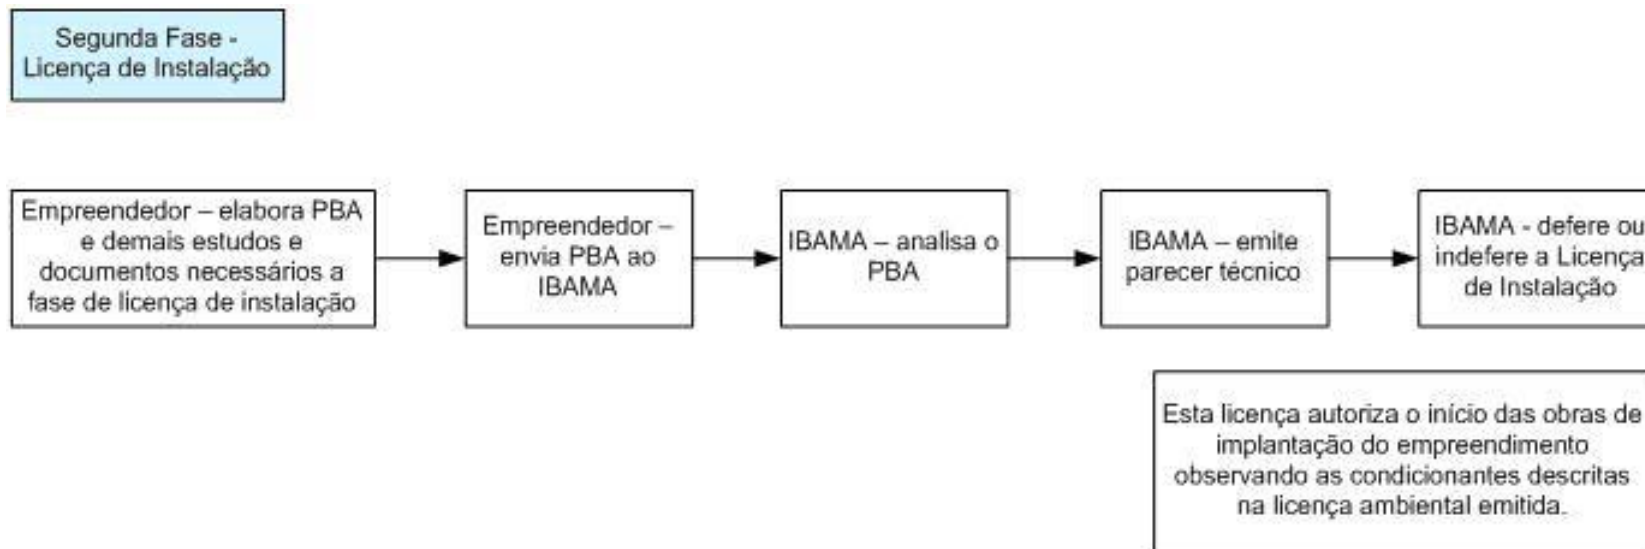 Segunda Fase -
Licença de Instalação
Empreendedor – elabora PBA
e demais estudos e
documentos necessários a
fase de licença de instalação
Empreendedor –
envia PBA ao
IBAMA
IBAMA – analisa o
PBA
IBAMA – emite
parecer técnico
IBAMA - defere ou
indefere a Licença
de Instalação
Esta licença autoriza o início das obras de
implantação do empreendimento
observando as condicionantes descritas
na licença ambiental emitida.